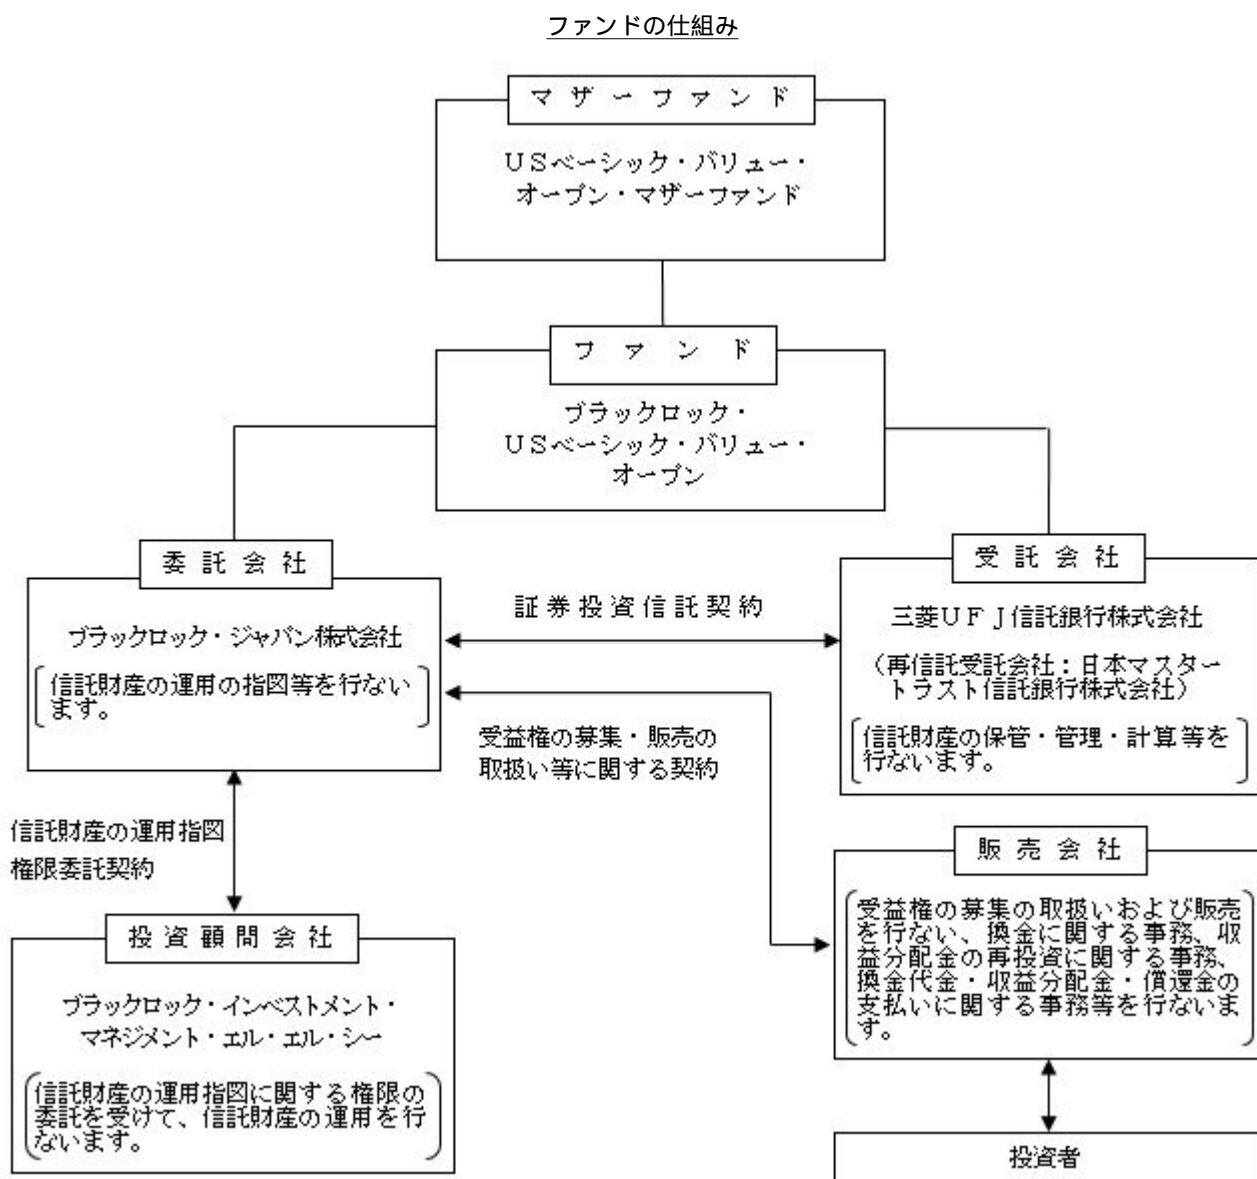 ファンドの仕組み
マザーファンド
USベーシック・バリュー・
オープン・マザーファンド
ファンド
ブラックロック・
USベーシック・バリュー・
オープン
委託会社
ブラックロック・ジャパン株式会社
信託財産の運用の指図等を行ない
ます。
証券投資信託契約
受益権の募集・販売の
取扱い等に関する契約
受託会社
三菱UFJ信託銀行株式会社
(再信託受託会社:日本マスター
トラスト信託銀行株式会社)
信託財産の保管・管理・計算等を
行ないます。
信託財産の運用指図
権限委託契約
投資顧問会社
ブラックロック・インベストメント・
マネジメント・エル・エル・シー
信託財産の運用指図に関する権限の
委託を受けて、信託財産の運用を行
ないます。
販売会社
受益権の募集の取扱いおよび販売
を行ない、換金に関する事務、収
益分配金の再投資に関する事務、
換金代金・収益分配金・償還金の
支払いに関する事務等を行ないま
す。
投資者